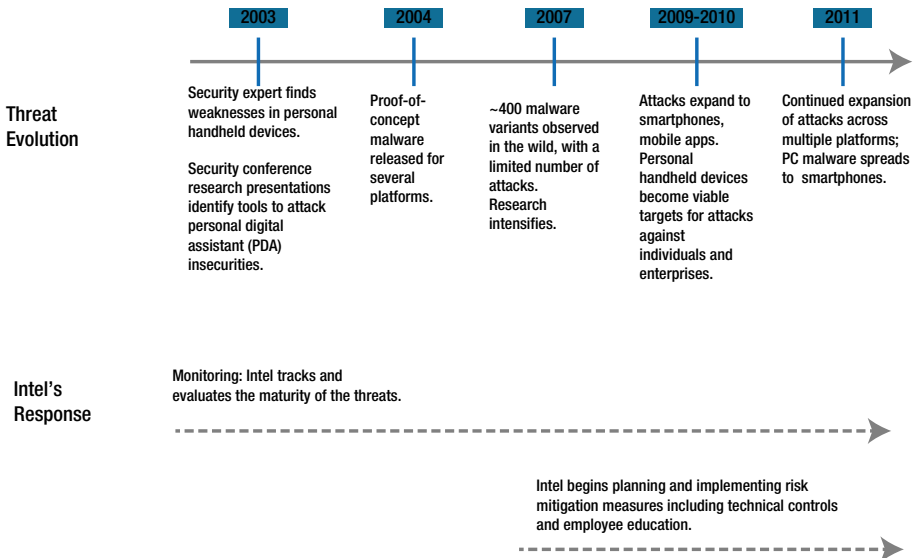 2003
2004
2007
2009-2010
2011
Threat
Evolution
Security expert finds
weaknesses in personal
handheld devices.
Security conference
research presentations
identify tools to attack
personal digital
assistant (PDA)
insecurities.
Proof-of-
concept
malware
released for
several
platforms.
~400 malware
variants observed
in the wild, with a
limited number of
attacks.
Research
intensifies.
Attacks expand to
smartphones,
mobile apps.
Personal
handheld devices
become viable
targets for attacks
against
individuals and
enterprises.
Continued expansion
of attacks across
multiple platforms;
PC malware spreads
to smartphones.
Intel's
Response
Monitoring: Intel tracks and
evaluates the maturity of the threats.
Intel begins planning and implementing risk
mitigation measures including technical controls
and employee education.